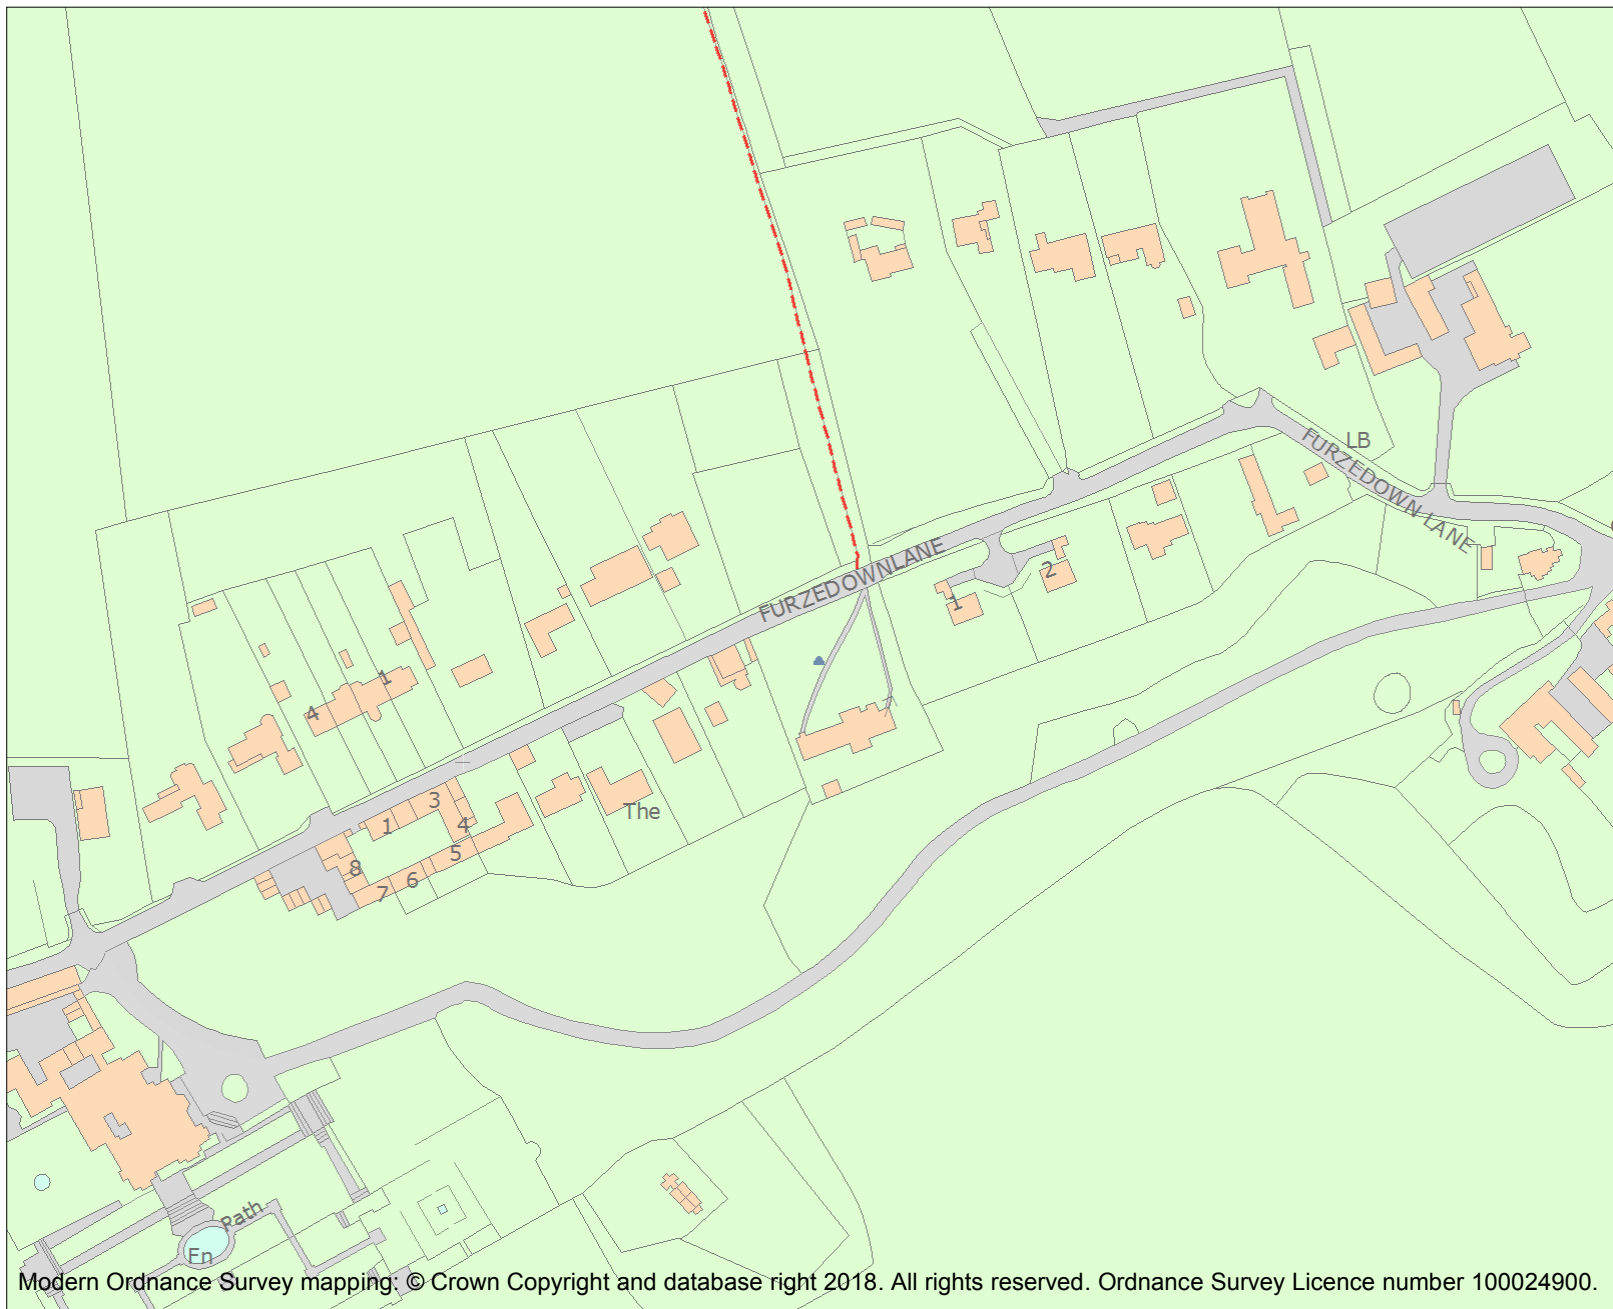 LB
FURZEDOWN LANE
FURZEDOWNLANE
2
1
1
4
The
3
1
4
5
8
6
7
Path
Fn
Modern Ordnance Survey mapping: © Crown Copyright and database right 2018. All rights reserved. Ordnance Survey Licence number 100024900.